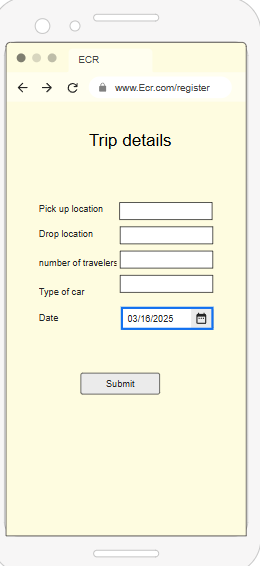 ECR
www.Ecr.com/register
Trip details
Pick up location
Drop location
number of travelers
Type of car
Date 03/16/2025
Submit